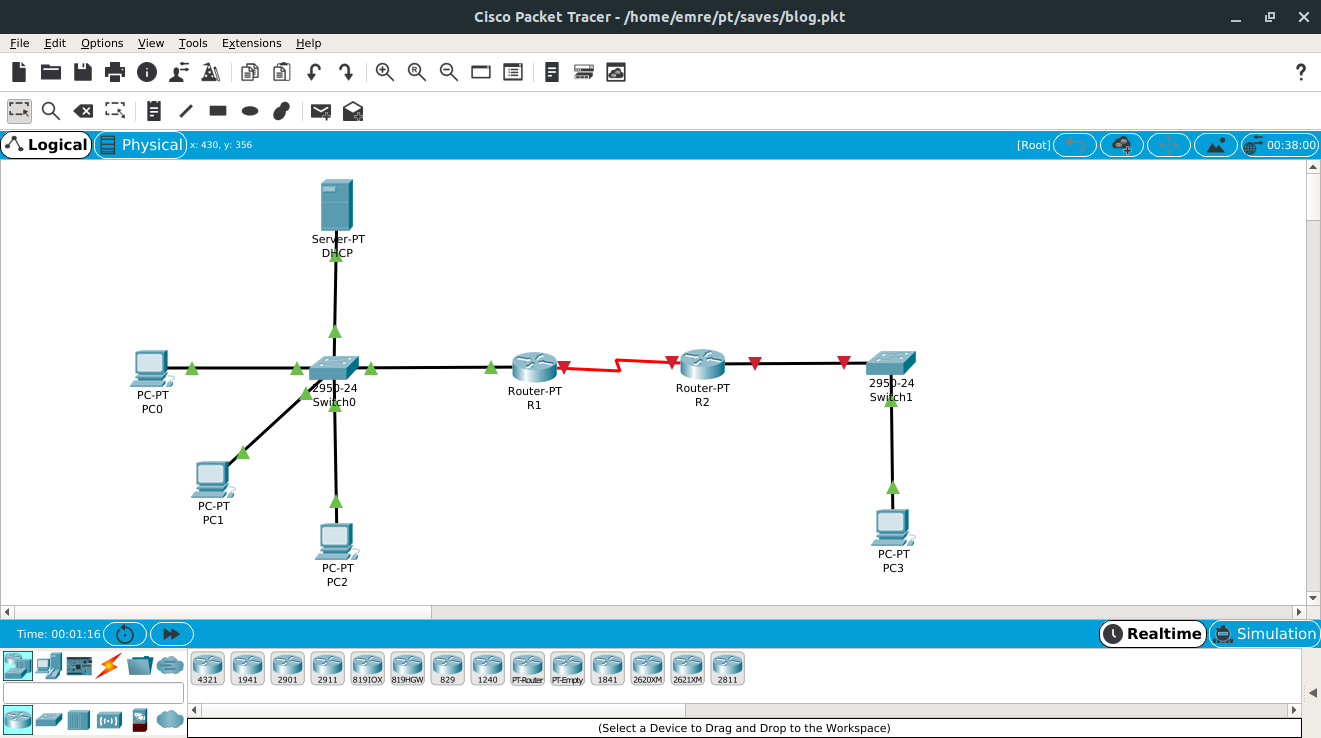 Cisco Packet Tracer - /home/emre/pt/saves/blog.pkt
File Edit Options View Tools Extensions Help
R
?
Logical Physical x: 430, y: 356 [Root] 00:38:00
Server-PT
DHCP
PC-PT
PC0
2950-24
Switch0
Router-PT
R1
Router-PT
R2
2950-24
Switch1
PC-PT
PC1
PC-PT
PC2
PC-PT
PC3
Time: 00:01:16 Realtime Simulation
4321 1941 2901 2911 819IOX 819HGW 829 1240 PT-Router PT-Empty 1841 2620XM 2621XM 2811
(Select a Device to Drag and Drop to the Workspace)